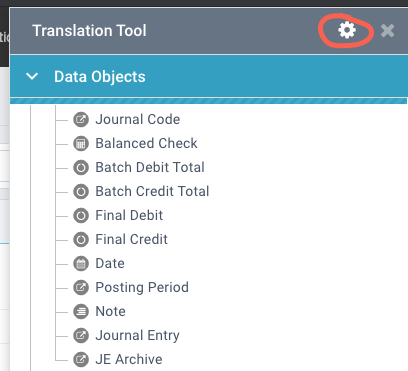 Translation Tool
Data Objects
Journal Code
Balanced Check
Batch Debit Total
Batch Credit Total
Final Debit
Final Credit
Date
Posting Period
Note
Journal Entry
JE Archive